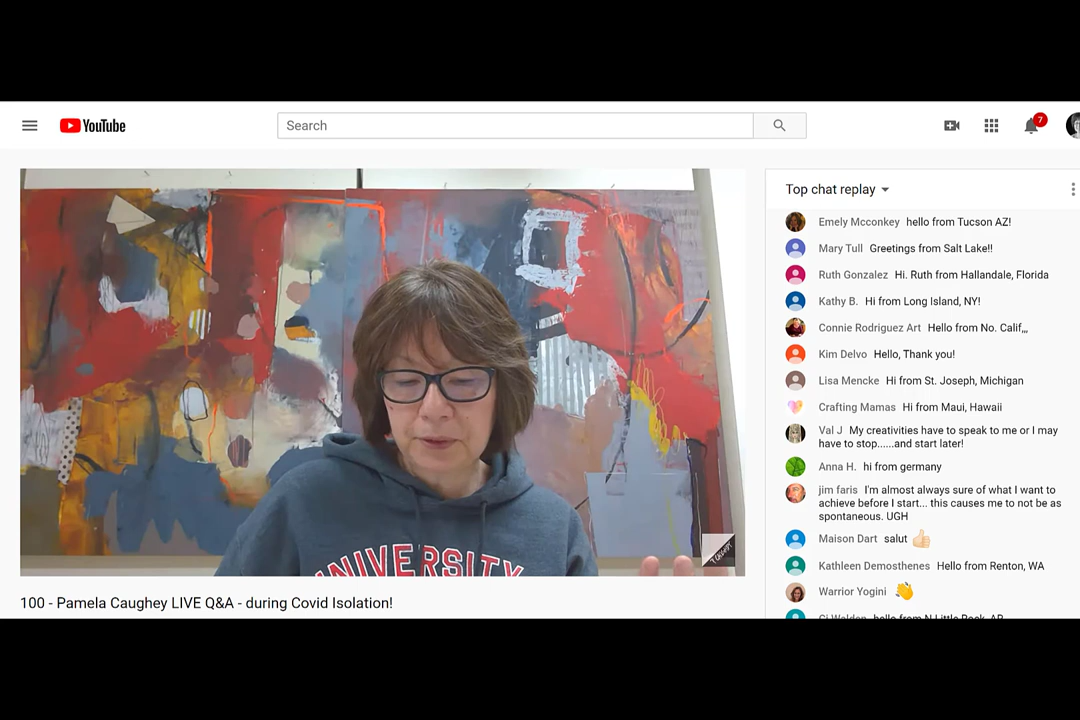 YouTube
Search
7
Top chat replay
Emely Mcconkey hello from Tucson AZ!
Mary Tull Greetings from Salt Lake!!
Ruth Gonzalez Hi. Ruth from Hallandale, Florida
Kathy B. Hi from Long Island, NY!
Connie Rodriguez Art Hello from No. Calif,,,
Kim Delvo Hello, Thank you!
Lisa Mencke Hi from St. Joseph, Michigan
Crafting Mamas Hi from Maui, Hawaii
Val J My creativities have to speak to me or I may
have to stop......and start later!
Anna H. hi from germany
jim faris I'm almost always sure of what I want to
achieve before I start... this causes me to not be as
spontaneous. UGH
Maison Dart salut 👍🏻
Kathleen Demosthenes Hello from Renton, WA
Warrior Yogini 👏
hello from N Little Rock, AR
UNIVERSITY
100 - Pamela Caughey LIVE Q&A - during Covid Isolation!